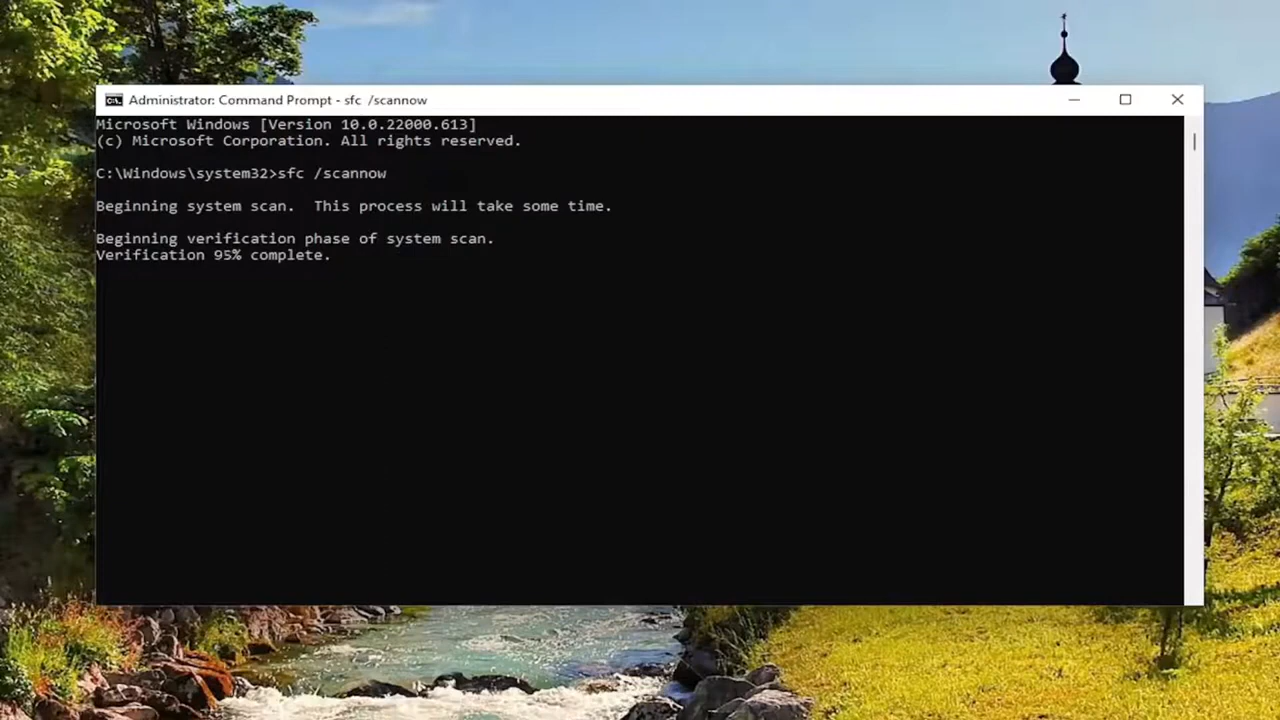 Administrator: Command Prompt - sfc  /scannow
Microsoft Windows [Version 10.0.22000.613]
(c) Microsoft Corporation. All rights reserved.
C:\Windows\system32>sfc /scannow
Beginning system scan.  This process will take some time.
Beginning verification phase of system scan.
Verification 95% complete.